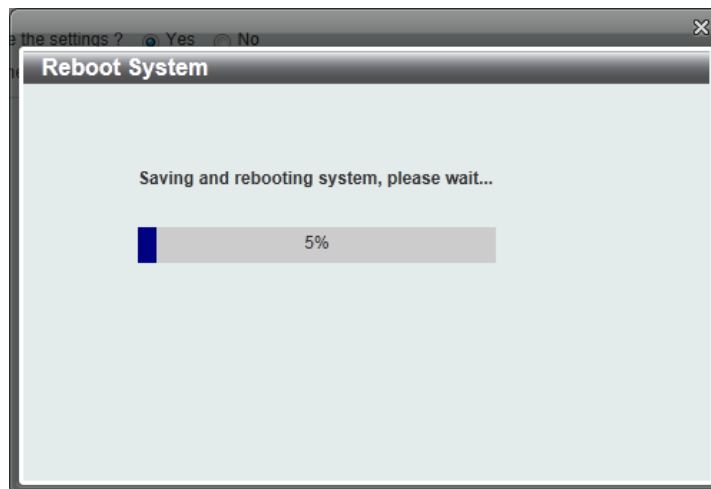 e the settings ? Yes No
Reboot System
Saving and rebooting system, please wait...
5%